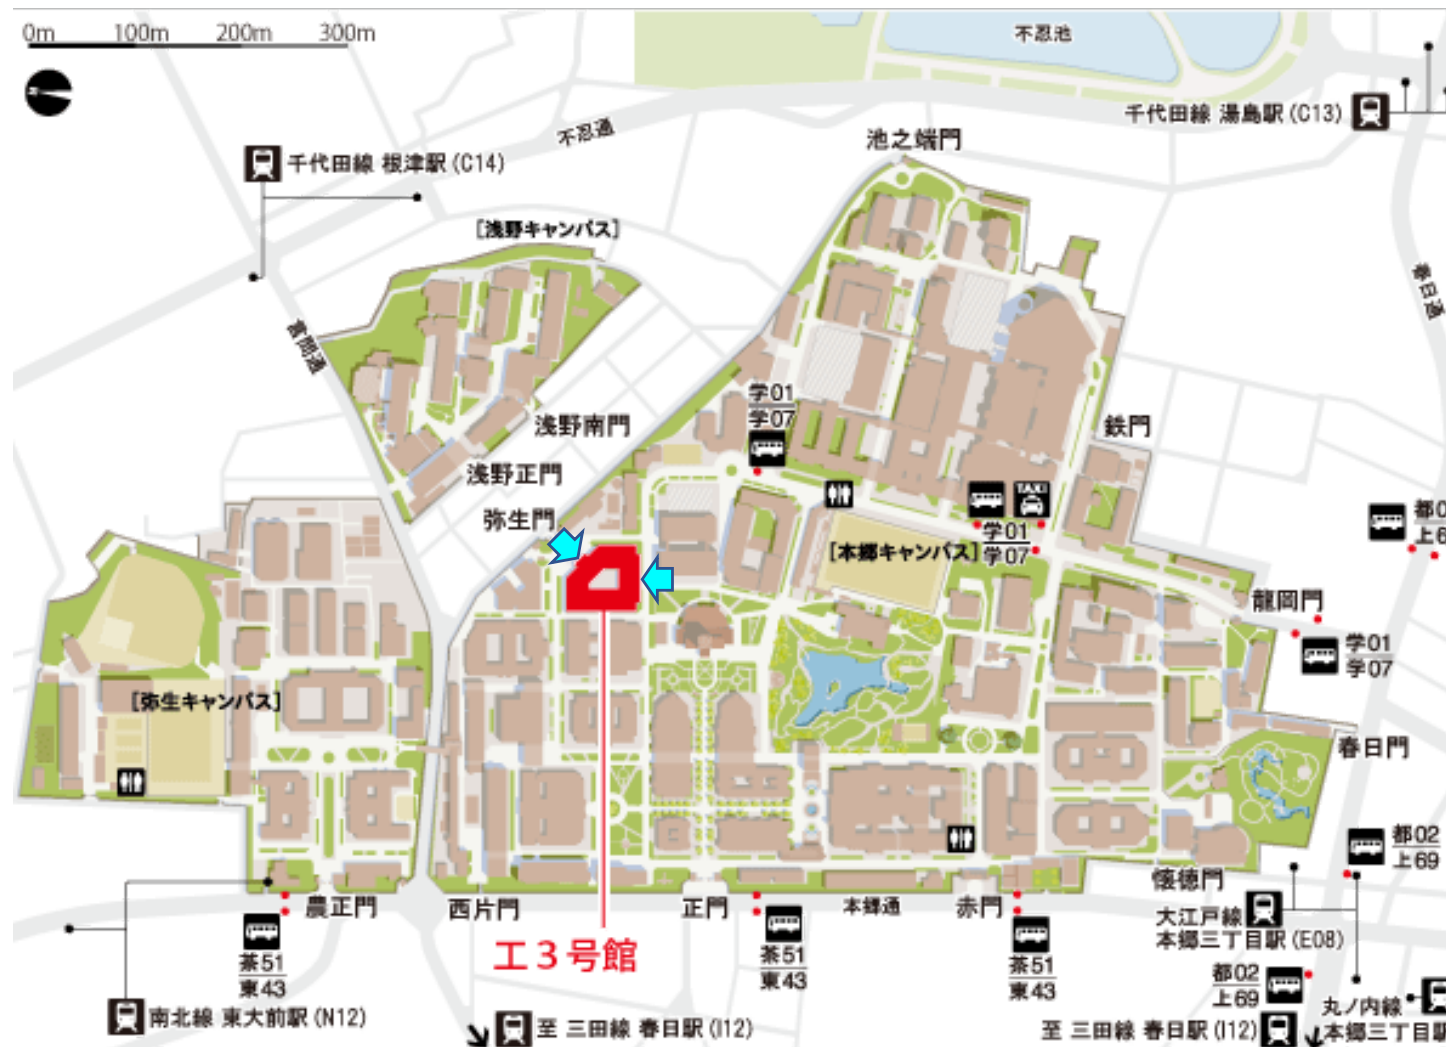 0m 100m 200m 300m
不忍池
千代田線 湯島駅(C13)
不忍通
池之端門
千代田線 根津駅(C14)
[浅野キャンパス]
春日通
言問通
学01
学07
浅野南門
鉄門
浅野正門
TAXI
弥生門
都0
上6
学01
学07
[本郷キャンパス]
龍岡門
学01
学07
[弥生キャンパス]
春日門
都02
上69
懐徳門
農正門
西片門
正門
本郷通
赤門
大江戸線
本郷三丁目駅(E08)
工3号館
茶51
東43
茶51
東43
茶51
東43
都02
上69
南北線 東大前駅(N12)
至 三田線 春日駅(I12)
至 三田線 春日駅(I12)
丸ノ内線
本郷三丁目駅